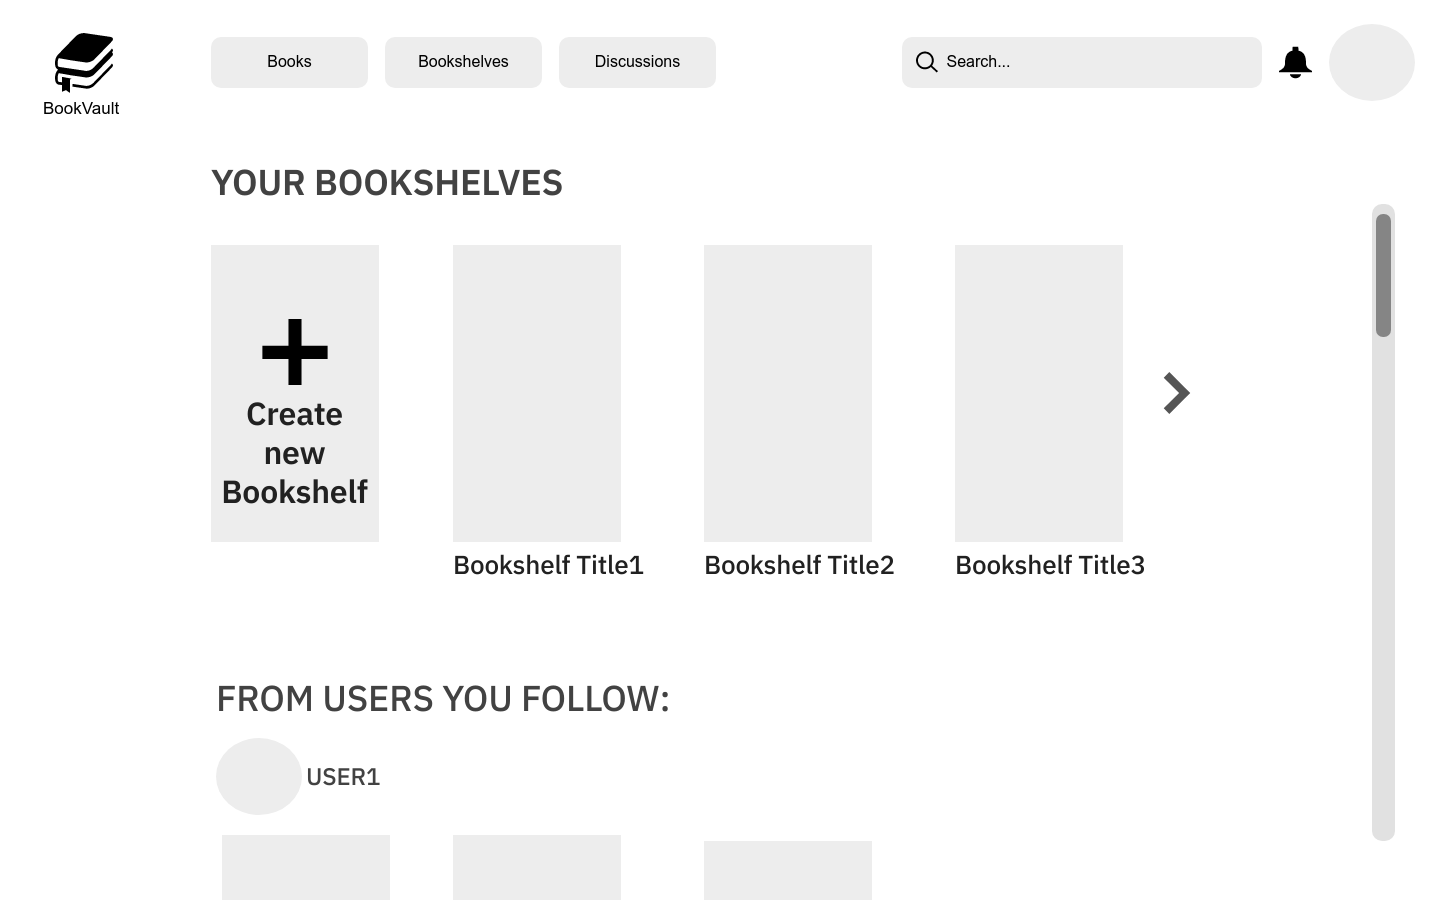 Books
Bookshelves
Discussions
Search...
BookVault
YOUR BOOKSHELVES
Create
new
Bookshelf
Bookshelf Title1
Bookshelf Title2
Bookshelf Title3
FROM USERS YOU FOLLOW:
USER1